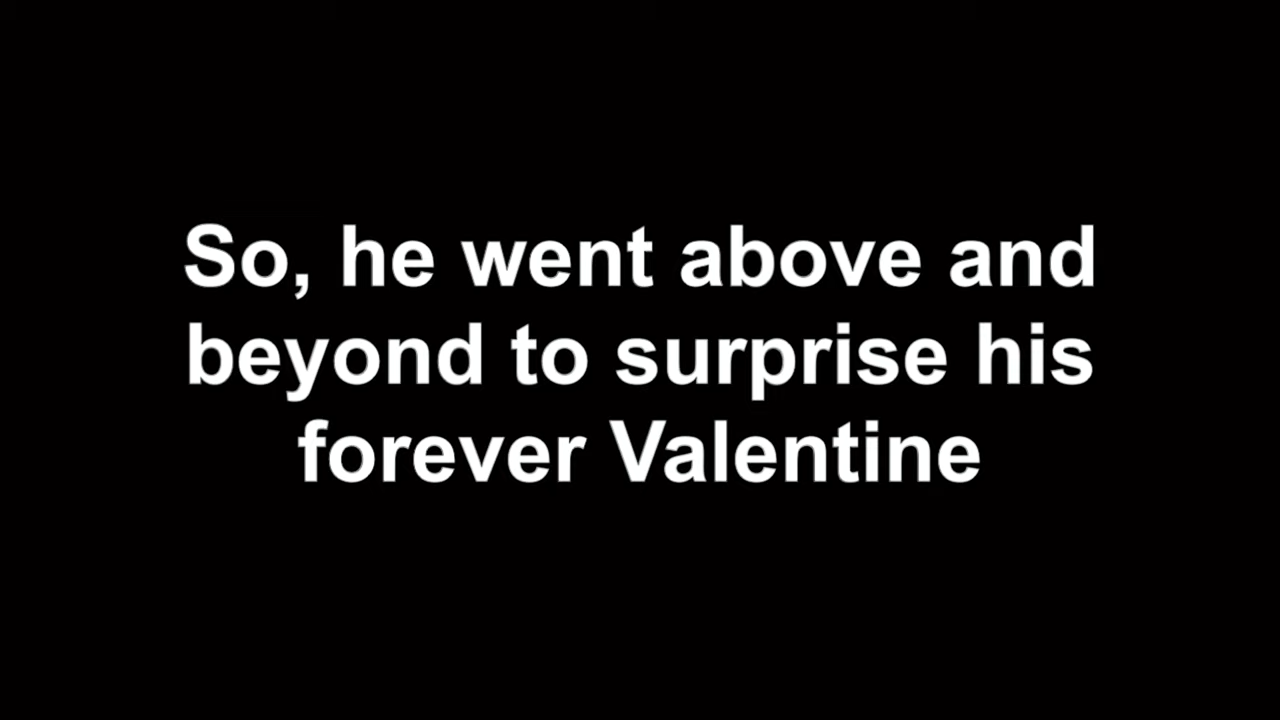 So, he went above and
beyond to surprise his
forever Valentine